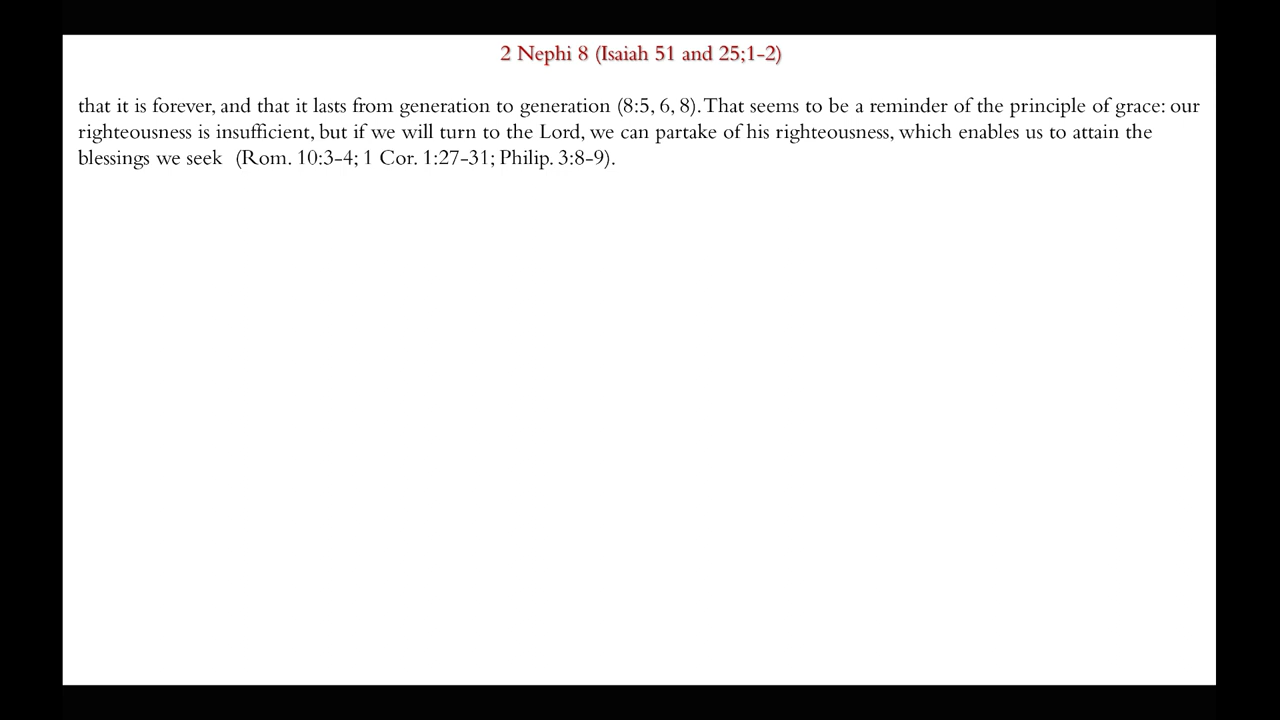 2 Nephi 8 (Isaiah 51 and 25;1-2)
that it is forever, and that it lasts from generation to generation (8:5, 6, 8). That seems to be a reminder of the principle of grace: our
righteousness is insufficient, but if we will turn to the Lord, we can partake of his righteousness, which enables us to attain the
blessings we seek  (Rom. 10:3-4; 1 Cor. 1:27-31; Philip. 3:8-9).